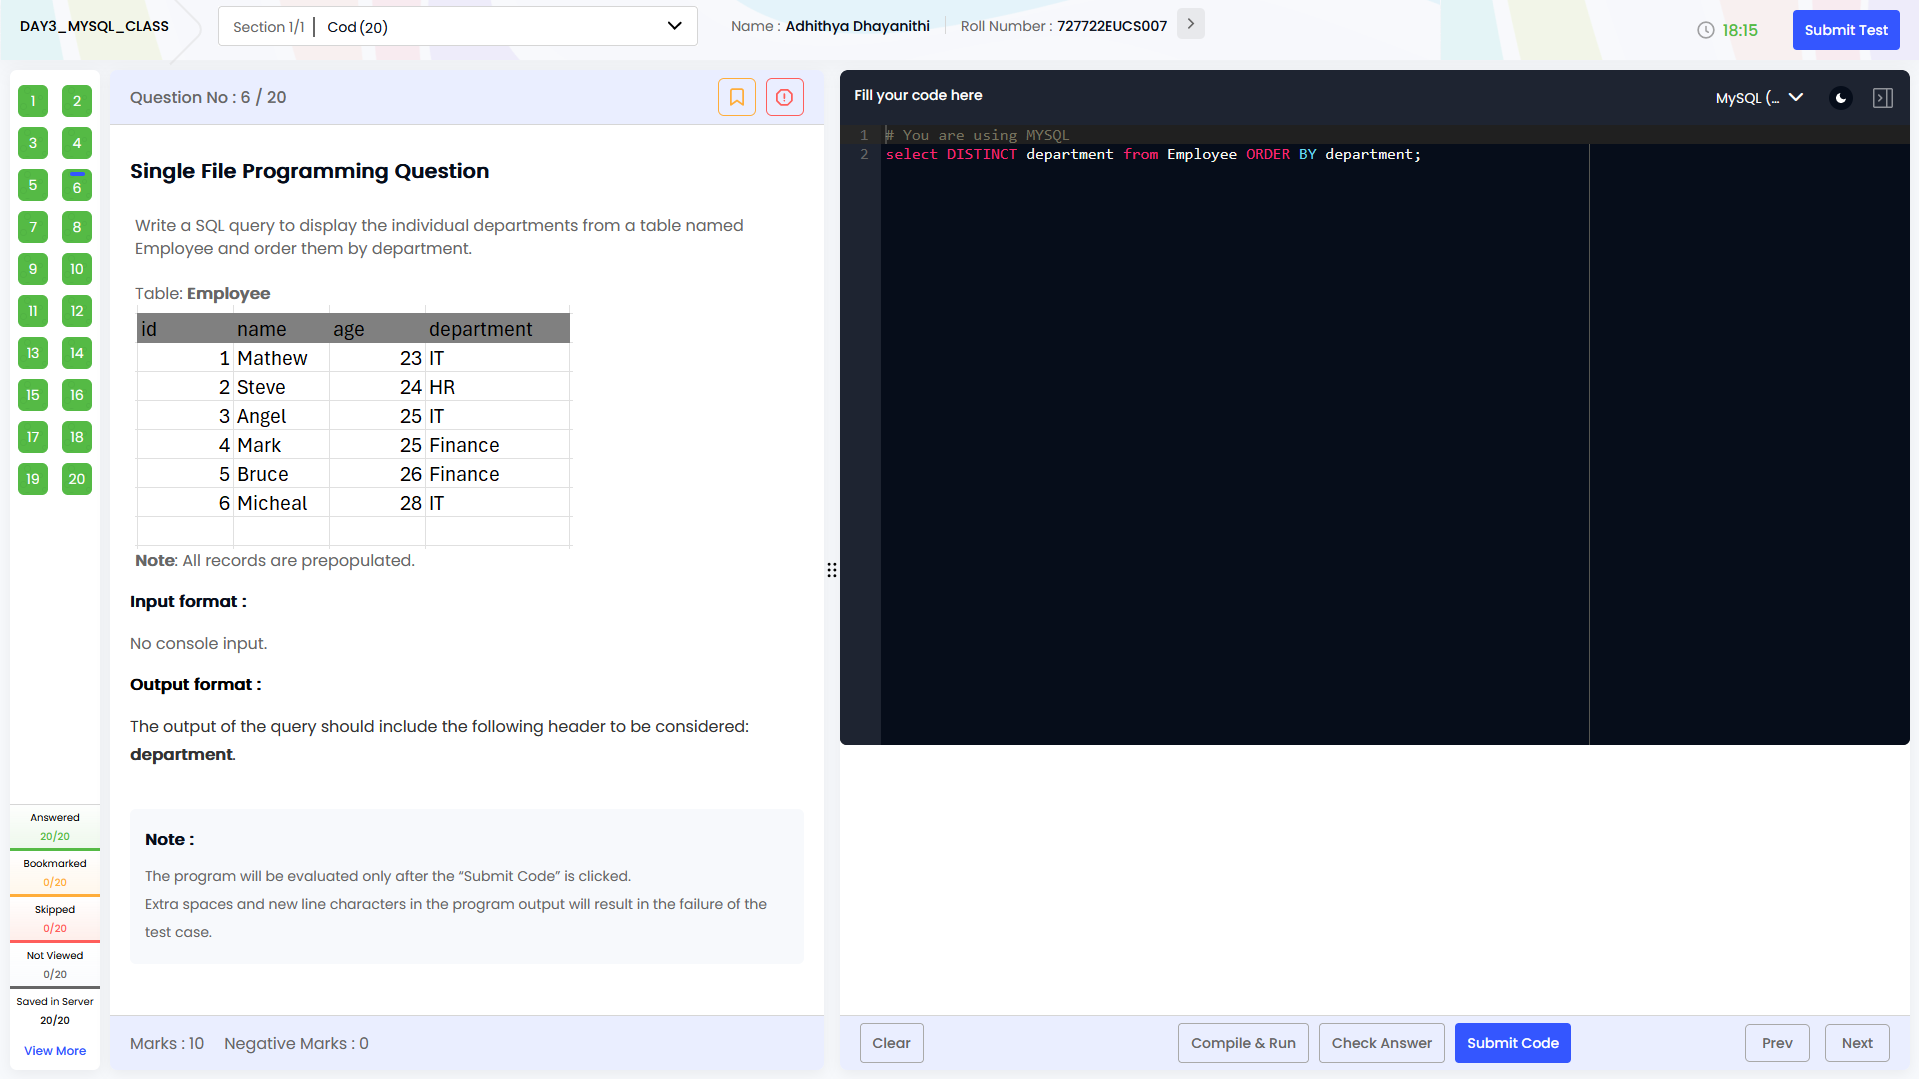 DAY3_MYSQL_CLASS
Section 1/1 | Cod (20)
Name : Adhithya Dhayanithi
Roll Number : 727722EUCS007
18:15
Submit Test
1 2
3 4
5 6
7 8
9 10
11 12
13 14
15 16
17 18
19 20
Answered
20/20
Bookmarked
0/20
Skipped
0/20
Not Viewed
0/20
Saved in Server
20/20
View More
Question No : 6 / 20
Single File Programming Question
Write a SQL query to display the individual departments from a table named
Employee and order them by department.
Table: Employee
id name age department
1 Mathew 23 IT
2 Steve 24 HR
3 Angel 25 IT
4 Mark 25 Finance
5 Bruce 26 Finance
6 Micheal 28 IT
Note: All records are prepopulated.
Input format :
No console input.
Output format :
The output of the query should include the following header to be considered:
department.
Note :
The program will be evaluated only after the “Submit Code” is clicked.
Extra spaces and new line characters in the program output will result in the failure of the
test case.
Marks : 10 Negative Marks : 0
Fill your code here
MySQL (...
1 # You are using MYSQL
2 select DISTINCT department from Employee ORDER BY department;
Clear
Compile & Run
Check Answer
Submit Code
Prev
Next